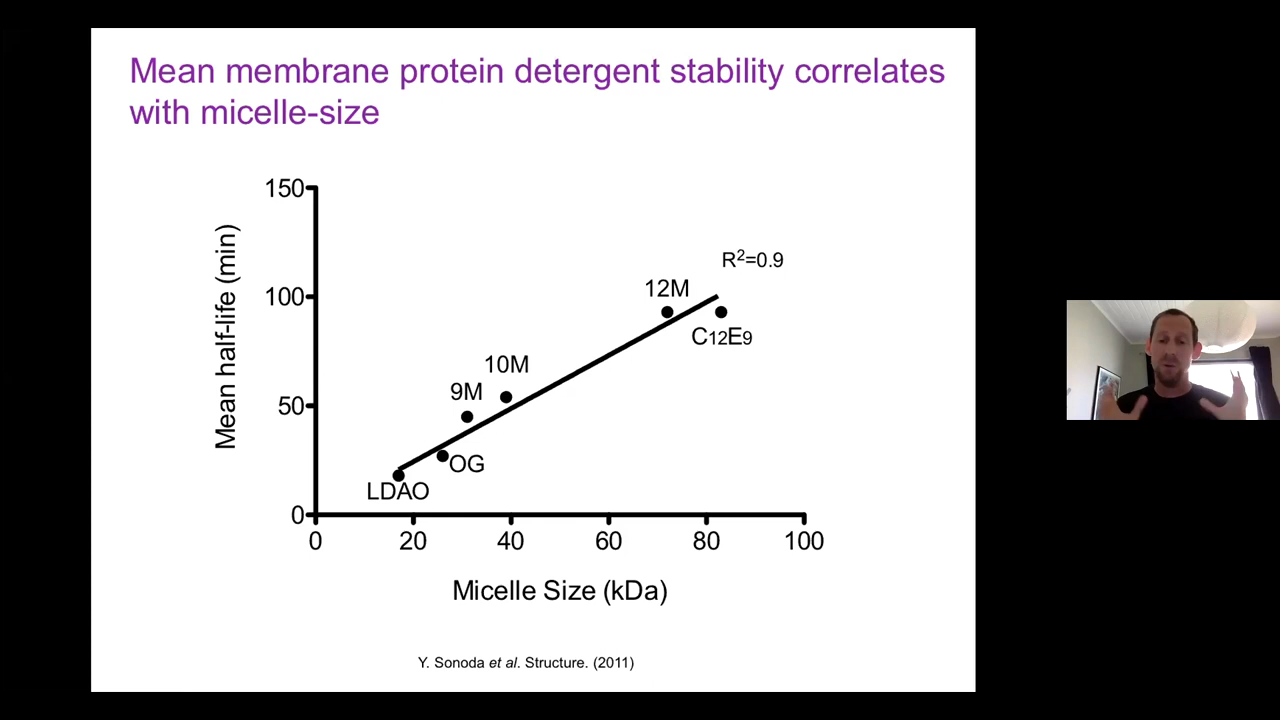 Mean membrane protein detergent stability correlates
with micelle-size
150
100
50
0
Mean half-life (min)
R²=0.9
12M
C12E9
10M
9M
OG
LDAO
0 20 40 60 80 100
Micelle Size (kDa)
Y. Sonoda et al. Structure. (2011)